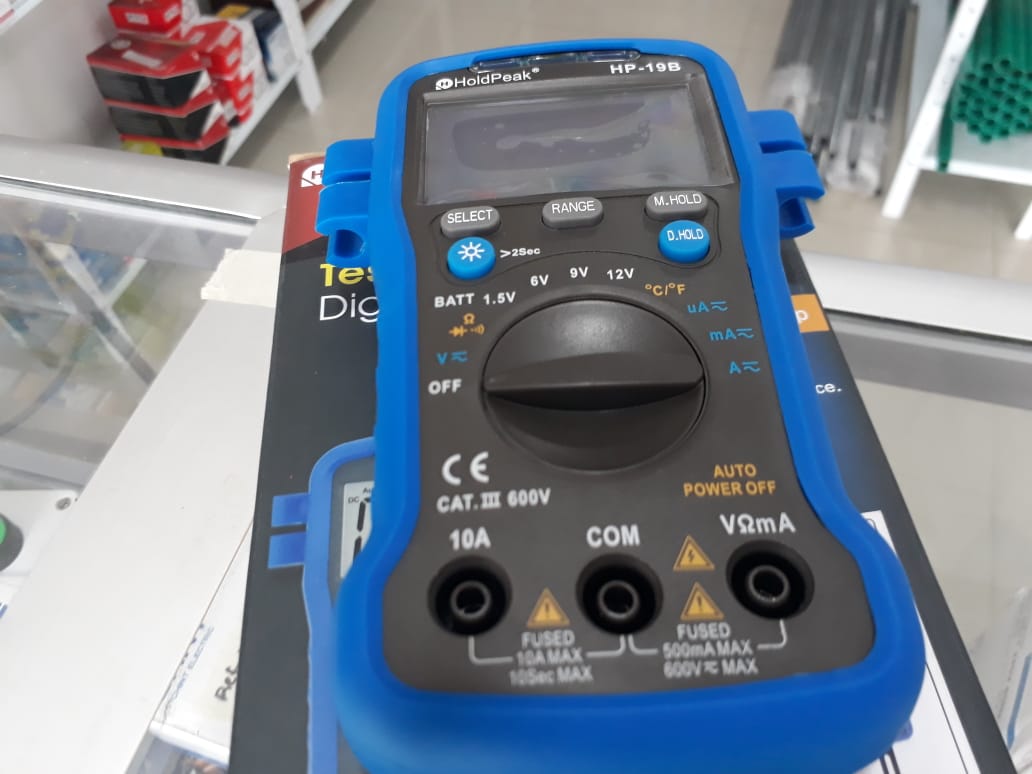 HoldPeak®
HP-19B
SELECT
RANGE
M.HOLD
>2Sec
D.HOLD
BATT 1.5V 6V 9V 12V
°C/°F
Ω
uA
mA
A
V
OFF
CE
CAT. III 600V
AUTO
POWER OFF
10A
COM
VΩmA
FUSED
10A MAX
10Sec MAX
FUSED
500mA MAX
600V MAX
Tes
Dig
ce.
p
DC